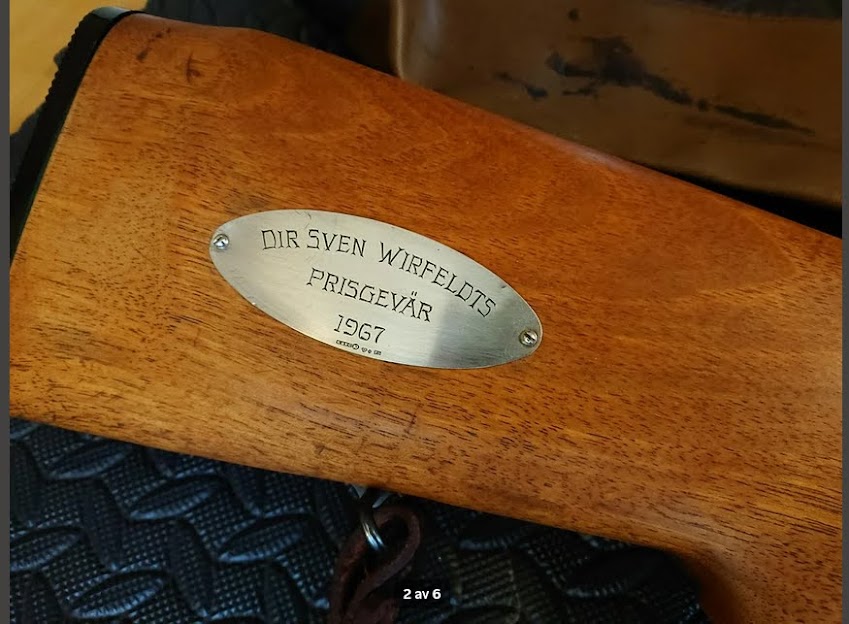 DIR SVEN WIRFELDTS
PRISGEVÄR
1967
2 av 6